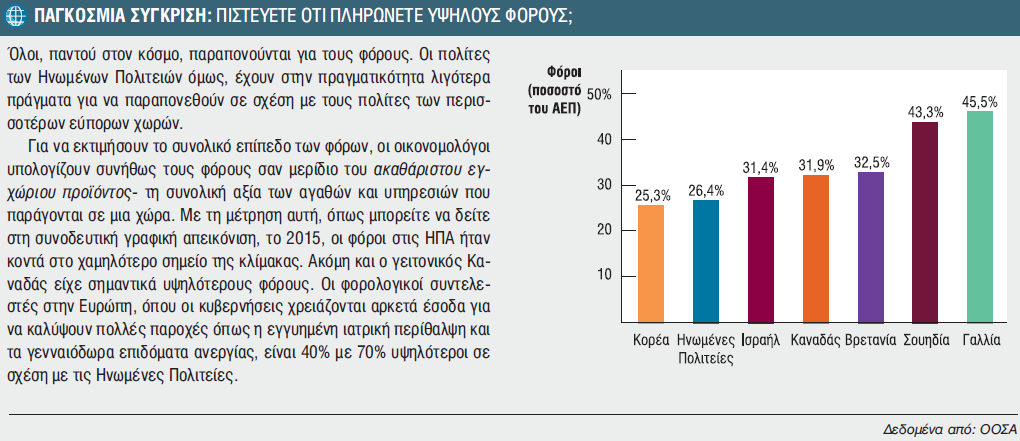 ΠΑΓΚΟΣΜΙΑ ΣΥΓΚΡΙΣΗ: ΠΙΣΤΕΥΕΤΕ ΟΤΙ ΠΛΗΡΩΝΕΤΕ ΥΨΗΛΟΥΣ ΦΟΡΟΥΣ;
Όλοι, παντού στον κόσμο, παραπονούνται για τους φόρους. Οι πολίτες
των Ηνωμένων Πολιτειών όμως, έχουν στην πραγματικότητα λιγότερα
πράγματα για να παραπονεθούν σε σχέση με τους πολίτες των περισ-
σοτέρων εύπορων χωρών.
Για να εκτιμήσουν το συνολικό επίπεδο των φόρων, οι οικονομολόγοι
υπολογίζουν συνήθως τους φόρους σαν μερίδιο του ακαθάριστου εγ-
χώριου προϊόντος- τη συνολική αξία των αγαθών και υπηρεσιών που
παράγονται σε μια χώρα. Με τη μέτρηση αυτή, όπως μπορείτε να δείτε
στη συνοδευτική γραφική απεικόνιση, το 2015, οι φόροι στις ΗΠΑ ήταν
κοντά στο χαμηλότερο σημείο της κλίμακας. Ακόμη και ο γειτονικός Κα-
ναδάς είχε σημαντικά υψηλότερους φόρους. Οι φορολογικοί συντελε-
στές στην Ευρώπη, όπου οι κυβερνήσεις χρειάζονται αρκετά έσοδα για
να καλύψουν πολλές παροχές όπως η εγγυημένη ιατρική περίθαλψη και
τα γενναιόδωρα επιδόματα ανεργίας, είναι 40% με 70% υψηλότεροι σε
σχέση με τις Ηνωμένες Πολιτείες.
Φόροι
(ποσοστό
του ΑΕΠ)
50%
40
30
20
10
25,3%
26,4%
31,4%
31,9%
32,5%
43,3%
45,5%
Κορέα
Ηνωμένες
Πολιτείες
Ισραήλ
Καναδάς
Βρετανία
Σουηδία
Γαλλία
Δεδομένα από: ΟΟΣΑ